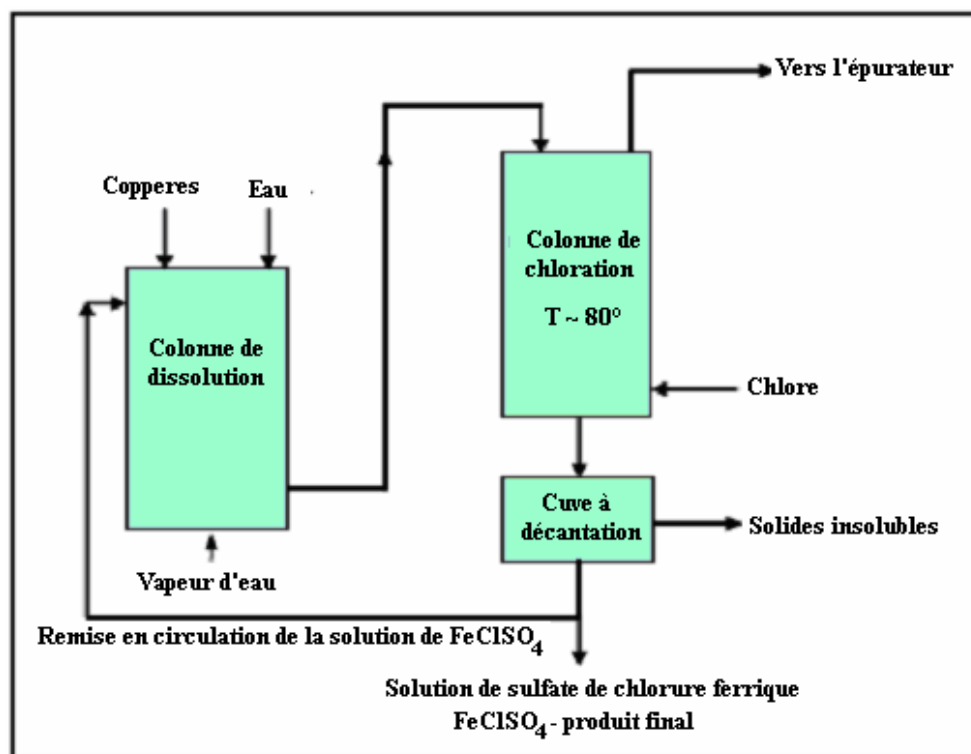 Vers l'épurateur
Copperes
Eau
Colonne de
chloration
T ~ 80°
Colonne de
dissolution
Chlore
Cuve à
décantation
Solides insolubles
Vapeur d'eau
Remise en circulation de la solution de FeClSO4
Solution de sulfate de chlorure ferrique
FeClSO4 - produit final